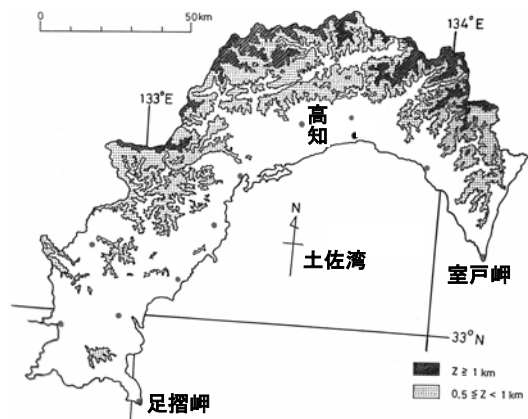 0 50km
134°E
133°E
高知
N
土佐湾
室戸岬
33°N
Z ≧ 1 km
0.5 ≦ Z < 1 km
足摺岬